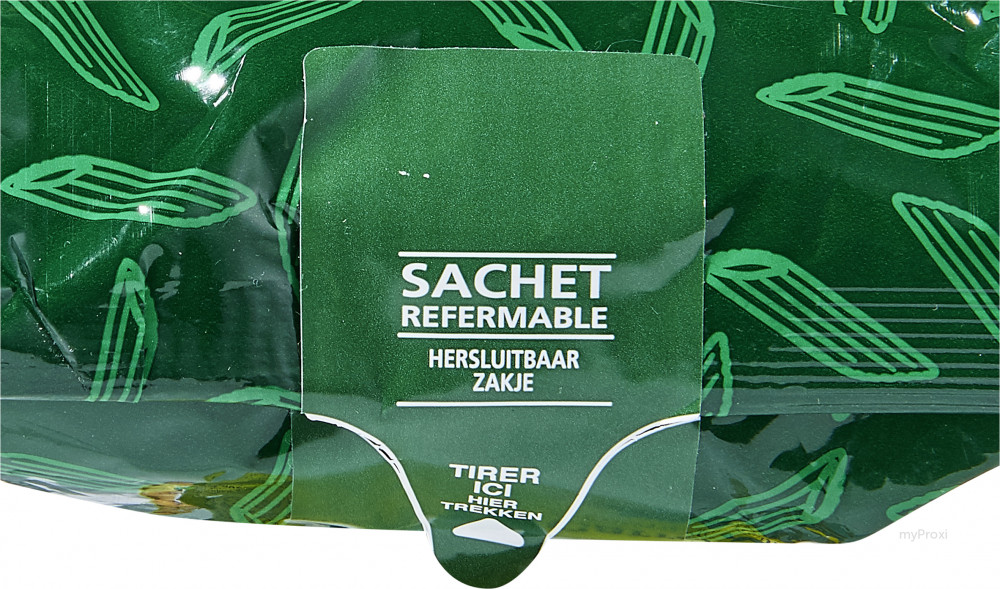 SACHET
REFERMABLE
HERSLUITBAAR
ZAKJE
TIRER
ICI
HIER
TREKKEN
myProxi